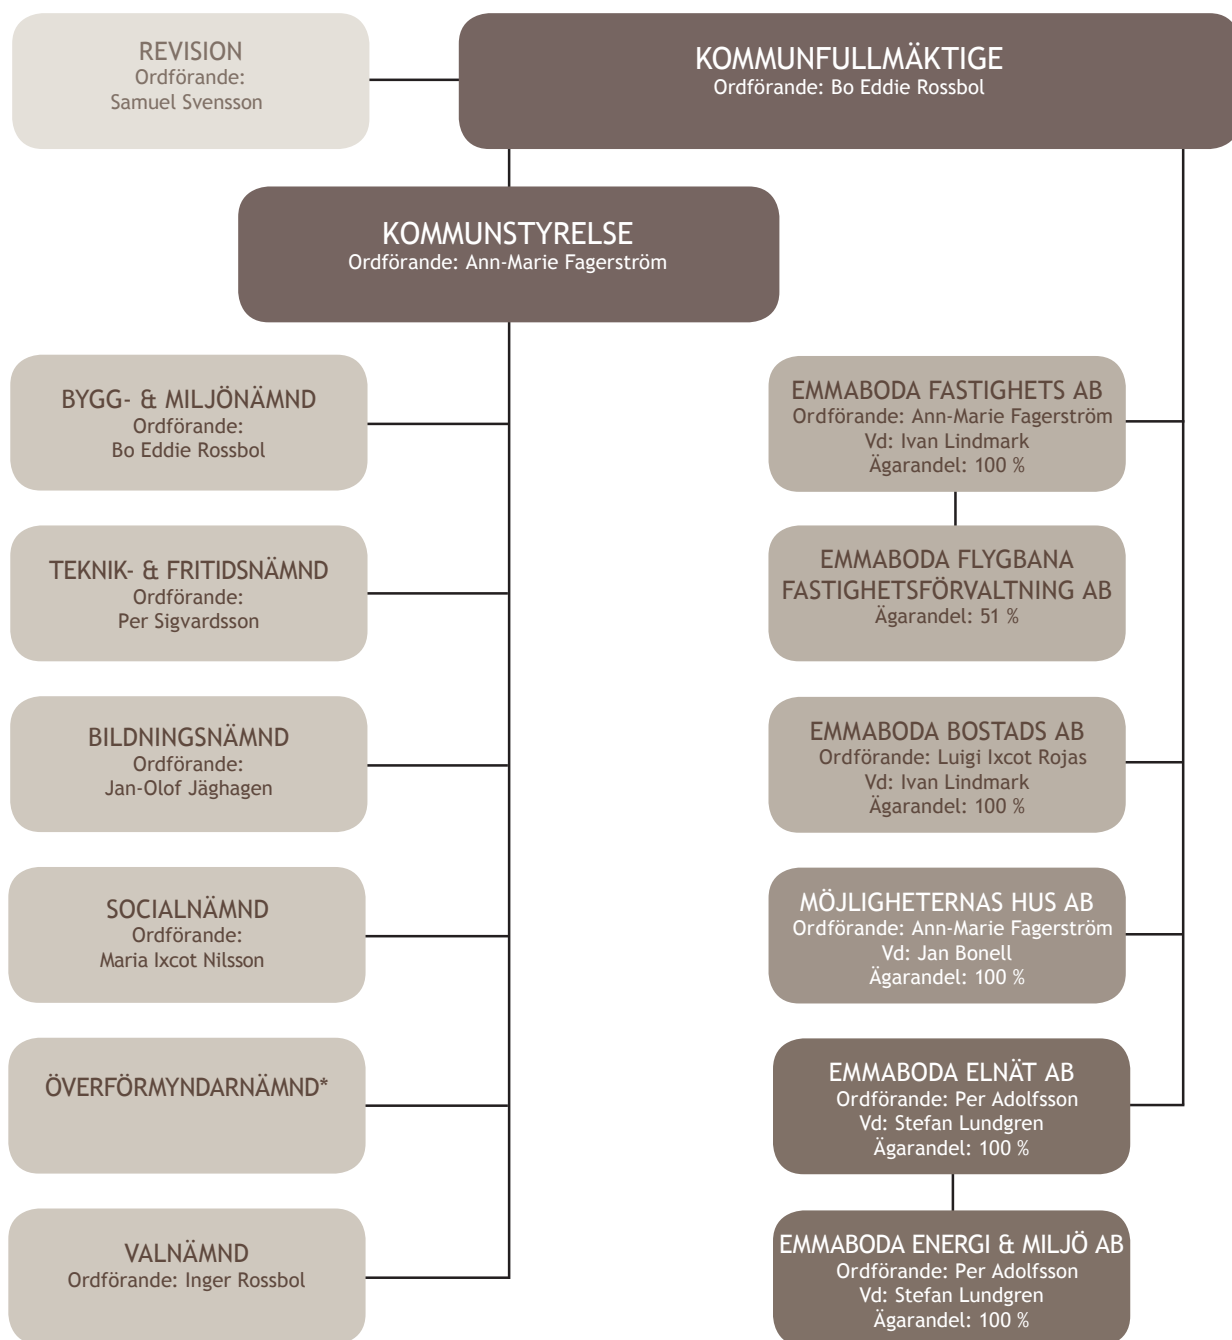 REVISION
Ordförande:
Samuel Svensson
KOMMUNFULLMÄKTIGE
Ordförande: Bo Eddie Rossbol
KOMMUNSTYRELSE
Ordförande: Ann-Marie Fagerström
BYGG- & MILJÖNÄMND
Ordförande:
Bo Eddie Rossbol
TEKNIK- & FRITIDSNÄMND
Ordförande:
Per Sigvardsson
BILDNINGSNÄMND
Ordförande:
Jan-Olof Jäghagen
SOCIALNÄMND
Ordförande:
Maria Ixcot Nilsson
ÖVERFÖRMYNDARNÄMND*
VALNÄMND
Ordförande: Inger Rossbol
EMMABODA FASTIGHETS AB
Ordförande: Ann-Marie Fagerström
Vd: Ivan Lindmark
Ägarandel: 100 %
EMMABODA FLYGBANA
FASTIGHETSFÖRVALTNING AB
Ägarandel: 51 %
EMMABODA BOSTADS AB
Ordförande: Luigi Ixcot Rojas
Vd: Ivan Lindmark
Ägarandel: 100 %
MÖJLIGHETERNAS HUS AB
Ordförande: Ann-Marie Fagerström
Vd: Jan Bonell
Ägarandel: 100 %
EMMABODA ELNÄT AB
Ordförande: Per Adolfsson
Vd: Stefan Lundgren
Ägarandel: 100 %
EMMABODA ENERGI & MILJÖ AB
Ordförande: Per Adolfsson
Vd: Stefan Lundgren
Ägarandel: 100 %